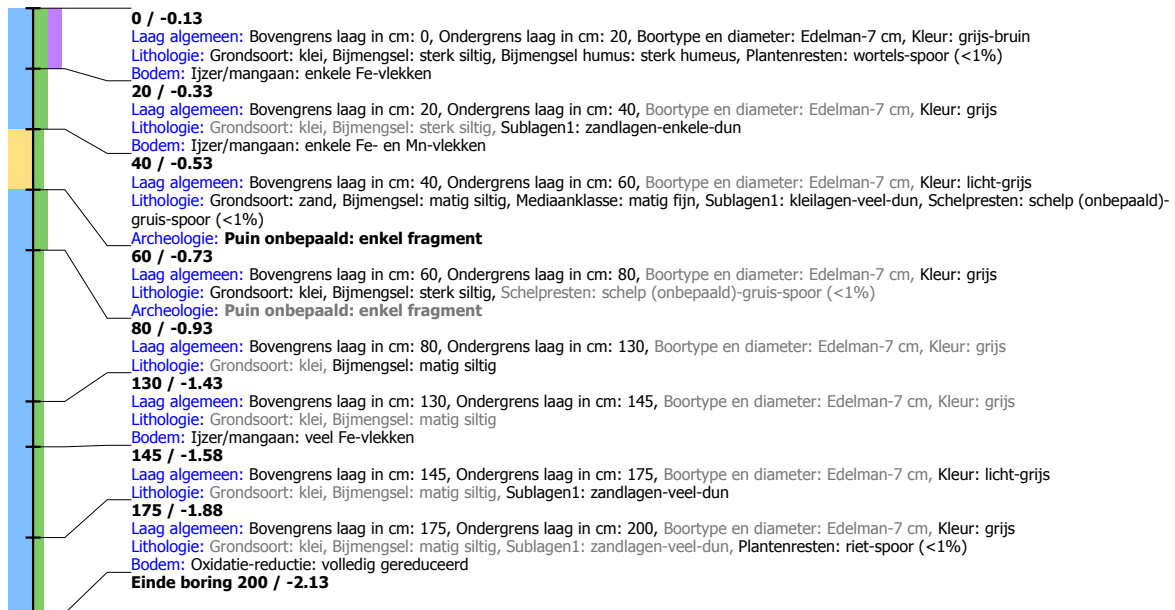 0 / -0.13
Laag algemeen: Bovengrens laag in cm: 0, Ondergrens laag in cm: 20, Boortype en diameter: Edelman-7 cm, Kleur: grijs-bruin
Lithologie: Grondsoort: klei, Bijmengsel: sterk siltig, Bijmengsel humus: sterk humeus, Plantenresten: wortels-spoor (<1%)
Bodem: Ijzer/mangaan: enkele Fe-vlekken
20 / -0.33
Laag algemeen: Bovengrens laag in cm: 20, Ondergrens laag in cm: 40, Boortype en diameter: Edelman-7 cm, Kleur: grijs
Lithologie: Grondsoort: klei, Bijmengsel: sterk siltig, Sublagen1: zandlagen-enkele-dun
Bodem: Ijzer/mangaan: enkele Fe- en Mn-vlekken
40 / -0.53
Laag algemeen: Bovengrens laag in cm: 40, Ondergrens laag in cm: 60, Boortype en diameter: Edelman-7 cm, Kleur: licht-grijs
Lithologie: Grondsoort: zand, Bijmengsel: matig siltig, Mediaanklasse: matig fijn, Sublagen1: kleilagen-veel-dun, Schelpresten: schelp (onbepaald)-
gruis-spoor (<1%)
Archeologie: Puin onbepaald: enkel fragment
60 / -0.73
Laag algemeen: Bovengrens laag in cm: 60, Ondergrens laag in cm: 80, Boortype en diameter: Edelman-7 cm, Kleur: grijs
Lithologie: Grondsoort: klei, Bijmengsel: sterk siltig, Schelpresten: schelp (onbepaald)-gruis-spoor (<1%)
Archeologie: Puin onbepaald: enkel fragment
80 / -0.93
Laag algemeen: Bovengrens laag in cm: 80, Ondergrens laag in cm: 130, Boortype en diameter: Edelman-7 cm, Kleur: grijs
Lithologie: Grondsoort: klei, Bijmengsel: matig siltig
130 / -1.43
Laag algemeen: Bovengrens laag in cm: 130, Ondergrens laag in cm: 145, Boortype en diameter: Edelman-7 cm, Kleur: grijs
Lithologie: Grondsoort: klei, Bijmengsel: matig siltig
Bodem: Ijzer/mangaan: veel Fe-vlekken
145 / -1.58
Laag algemeen: Bovengrens laag in cm: 145, Ondergrens laag in cm: 175, Boortype en diameter: Edelman-7 cm, Kleur: licht-grijs
Lithologie: Grondsoort: klei, Bijmengsel: matig siltig, Sublagen1: zandlagen-veel-dun
175 / -1.88
Laag algemeen: Bovengrens laag in cm: 175, Ondergrens laag in cm: 200, Boortype en diameter: Edelman-7 cm, Kleur: grijs
Lithologie: Grondsoort: klei, Bijmengsel: matig siltig, Sublagen1: zandlagen-veel-dun, Plantenresten: riet-spoor (<1%)
Bodem: Oxidatie-reductie: volledig gereduceerd
Einde boring 200 / -2.13